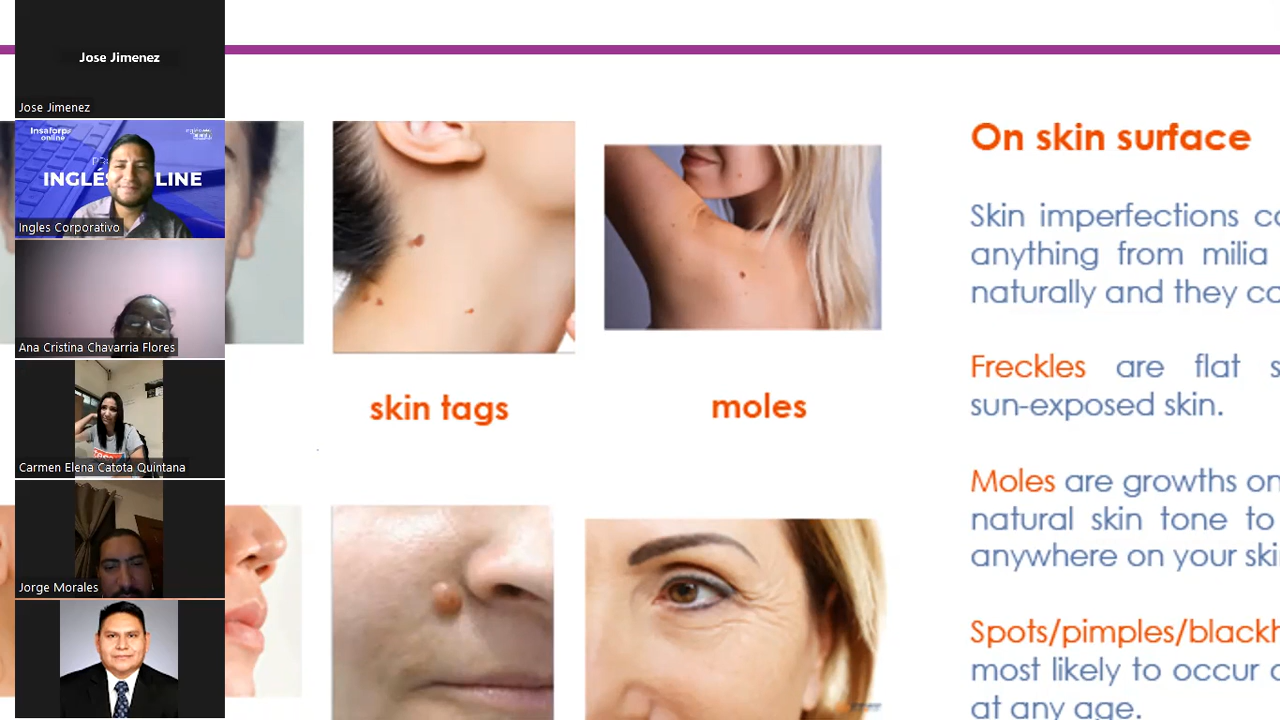 Jose Jimenez
Jose Jimenez
Insaforp
online
INGLÉS
LINE
Ingles Corporativo
Ana Cristina Chavarria Flores
Carmen Elena Catota Quintana
Jorge Morales
skin tags
moles
On skin surface
Skin imperfections
anything from milia
naturally and they
Freckles are flat
sun-exposed skin.
Moles are growths on
natural skin tone to
anywhere on your
Spots/pimples/
most likely to occur
at any age.